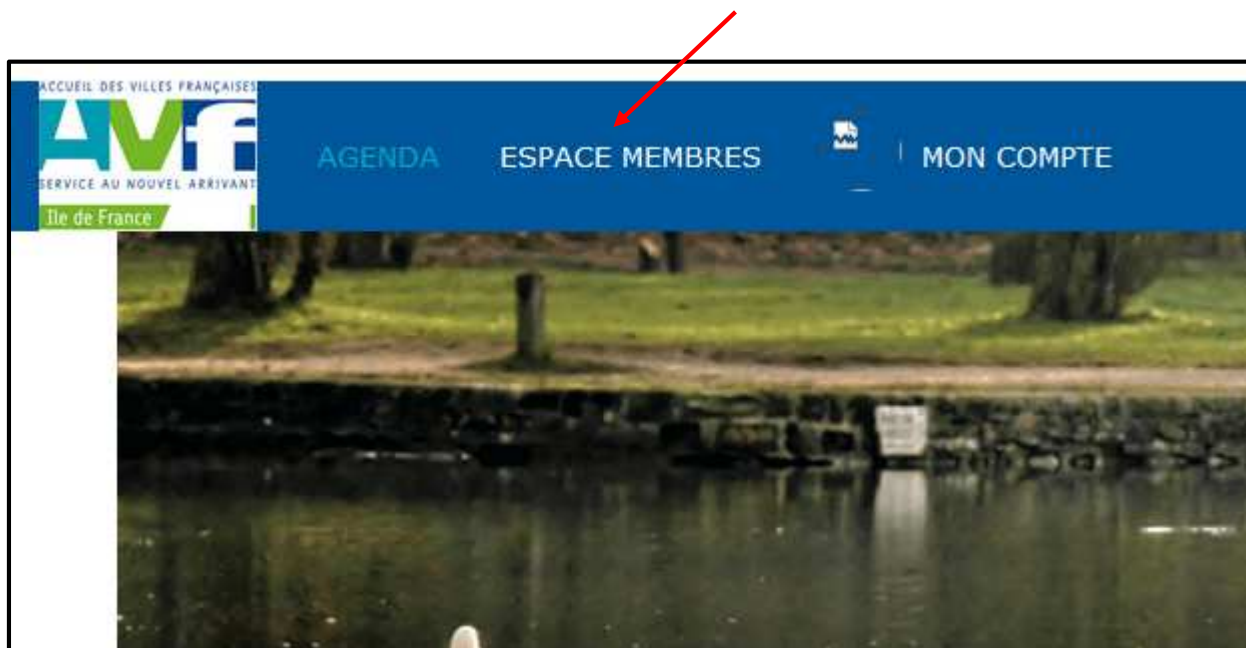 ACCUEIL DES VILLES FRANÇAISES
AVf
SERVICE AU NOUVEL ARRIVANT
Ile de France
AGENDA
ESPACE MEMBRES
MON COMPTE